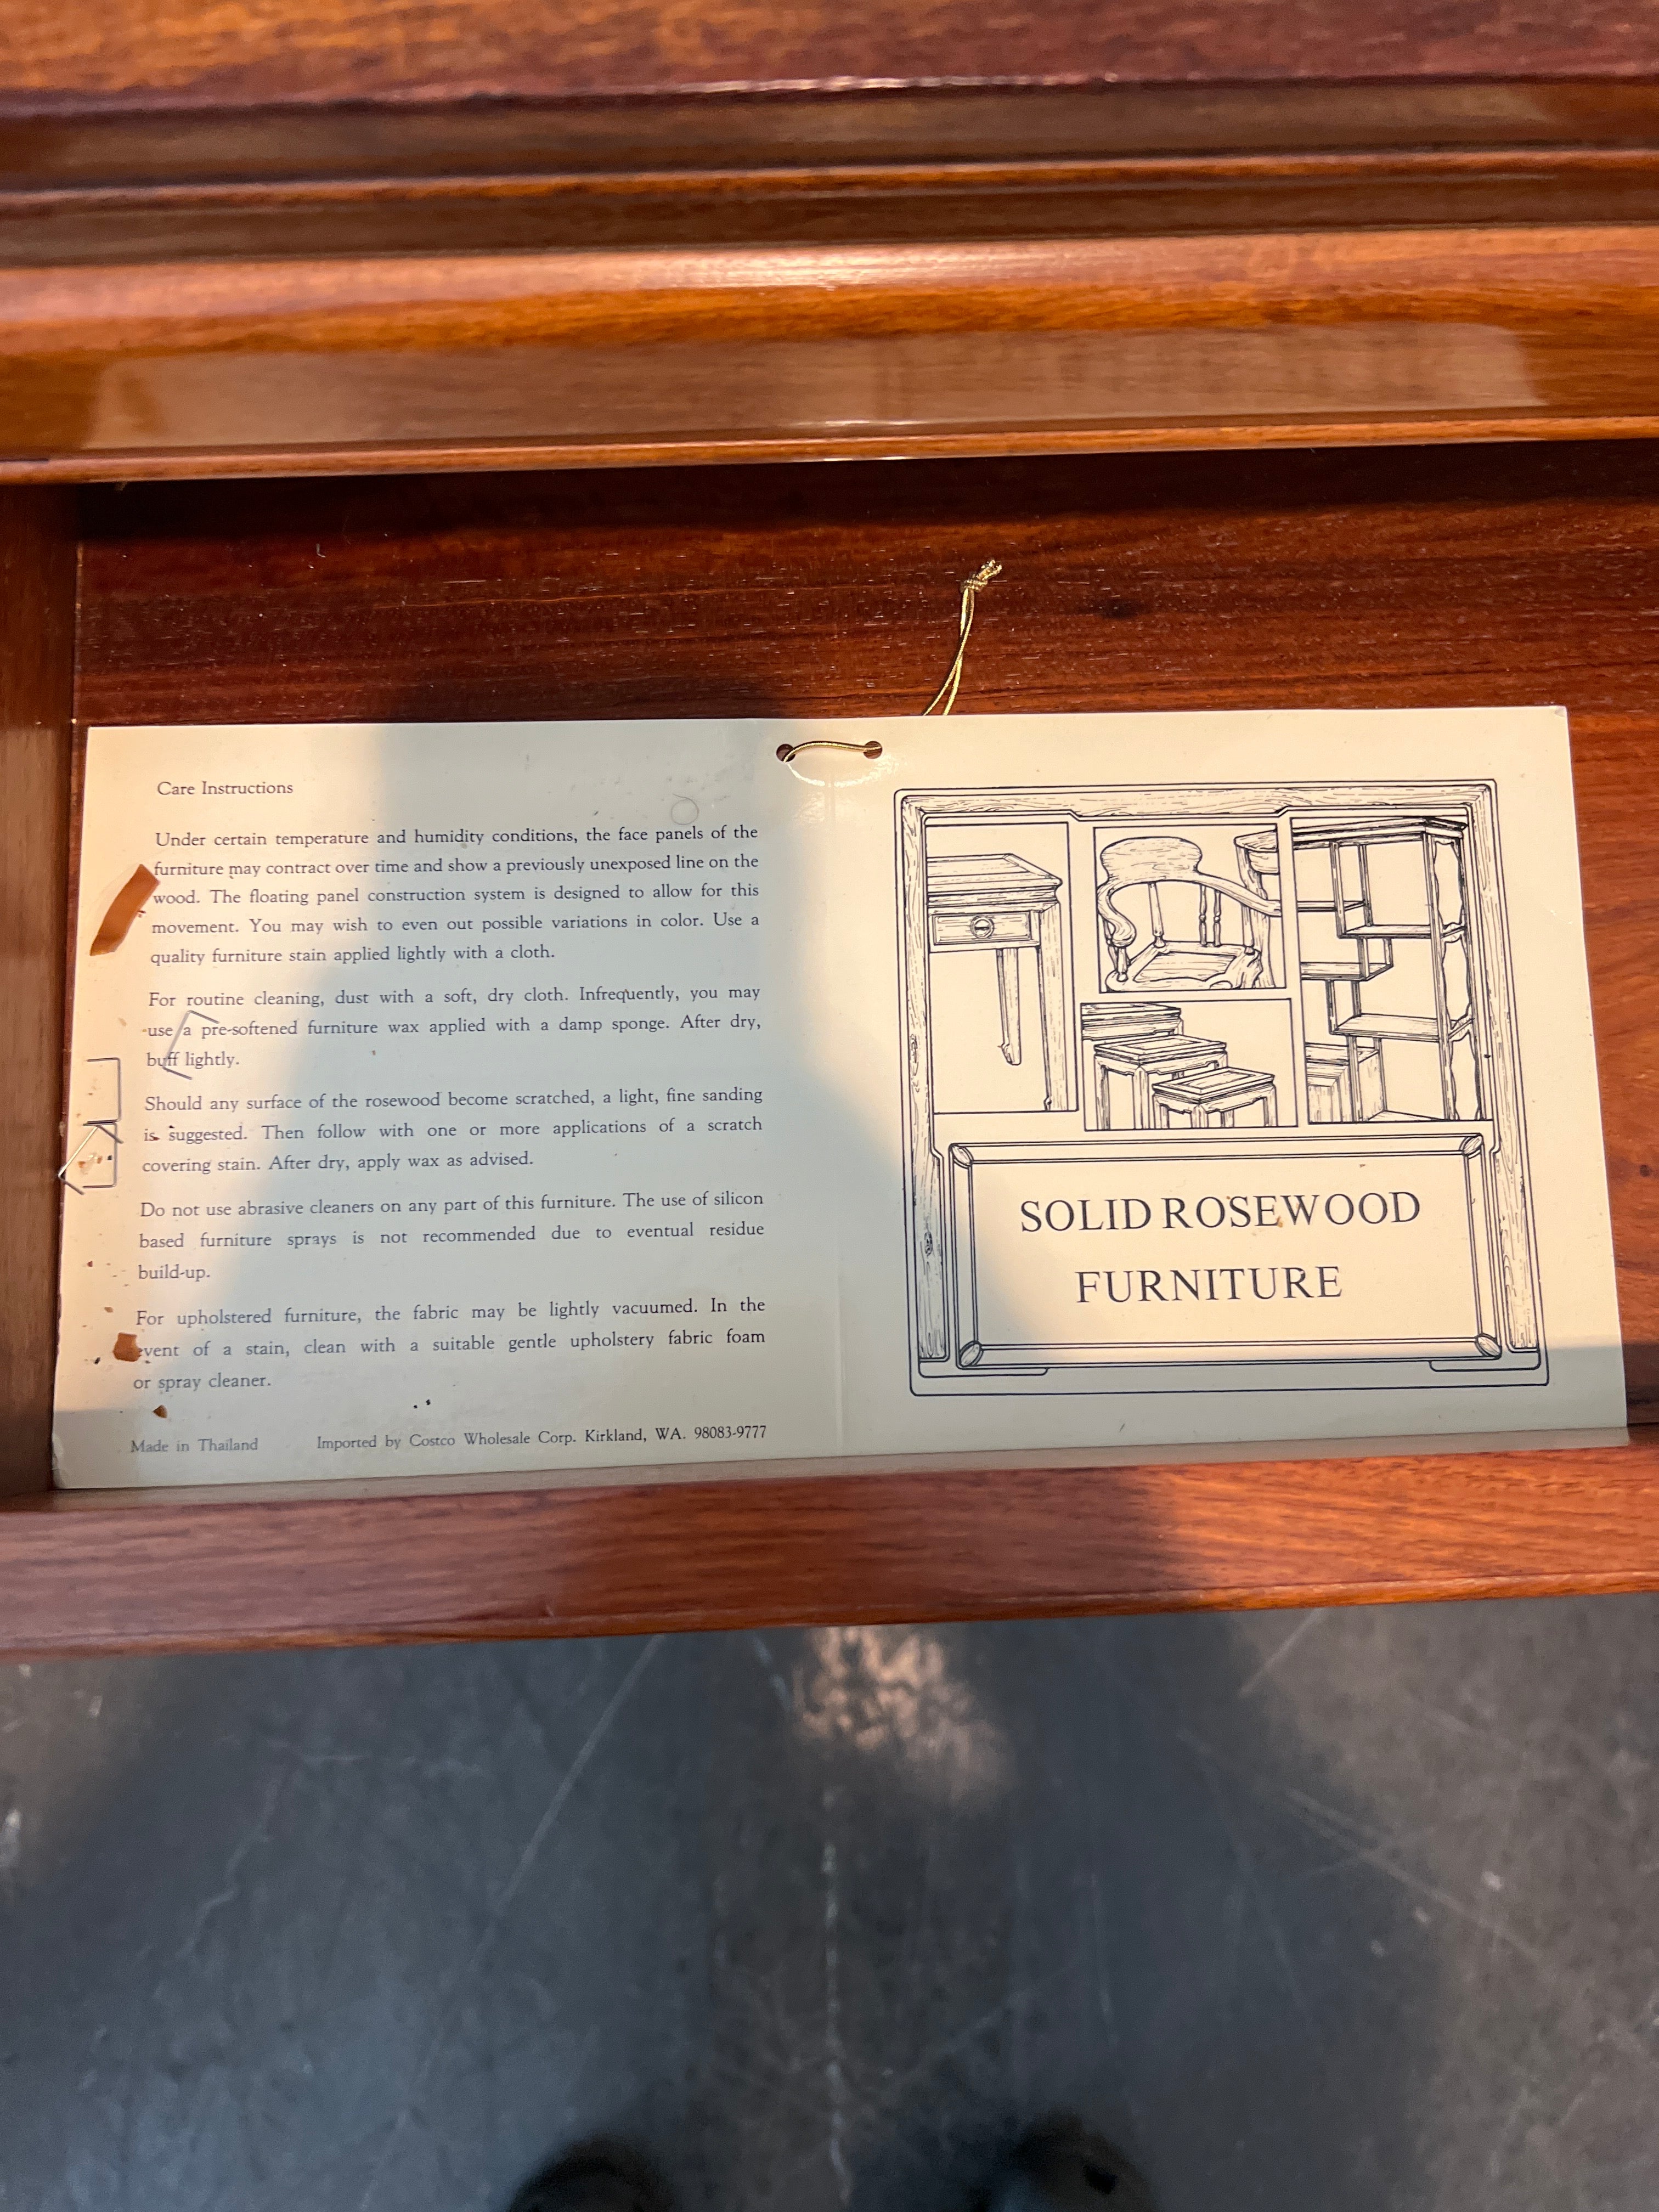 Care Instructions
Under certain temperature and humidity conditions, the face panels of the
furniture may contract over time and show a previously unexposed line on the
wood. The floating panel construction system is designed to allow for this
movement. You may wish to even out possible variations in color. Use a
quality furniture stain applied lightly with a cloth.
For routine cleaning, dust with a soft, dry cloth. Infrequently, you may
use a pre-softened furniture wax applied with a damp sponge. After dry,
buff lightly.
Should any surface of the rosewood become scratched, a light, fine sanding
is suggested. Then follow with one or more applications of a scratch
covering stain. After dry, apply wax as advised.
Do not use abrasive cleaners on any part of this furniture. The use of silicon
based furniture sprays is not recommended due to eventual residue
build-up.
For upholstered furniture, the fabric may be lightly vacuumed. In the
event of a stain, clean with a suitable gentle upholstery fabric foam
or spray cleaner.
Made in Thailand Imported by Costco Wholesale Corp. Kirkland, WA. 98083-9777
SOLID ROSEWOOD
FURNITURE